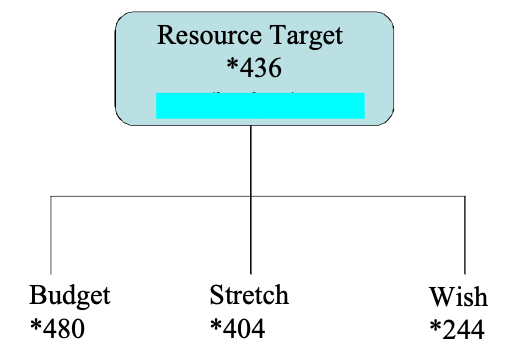 Resource Target
*436
Budget
*480
Stretch
*404
Wish
*244